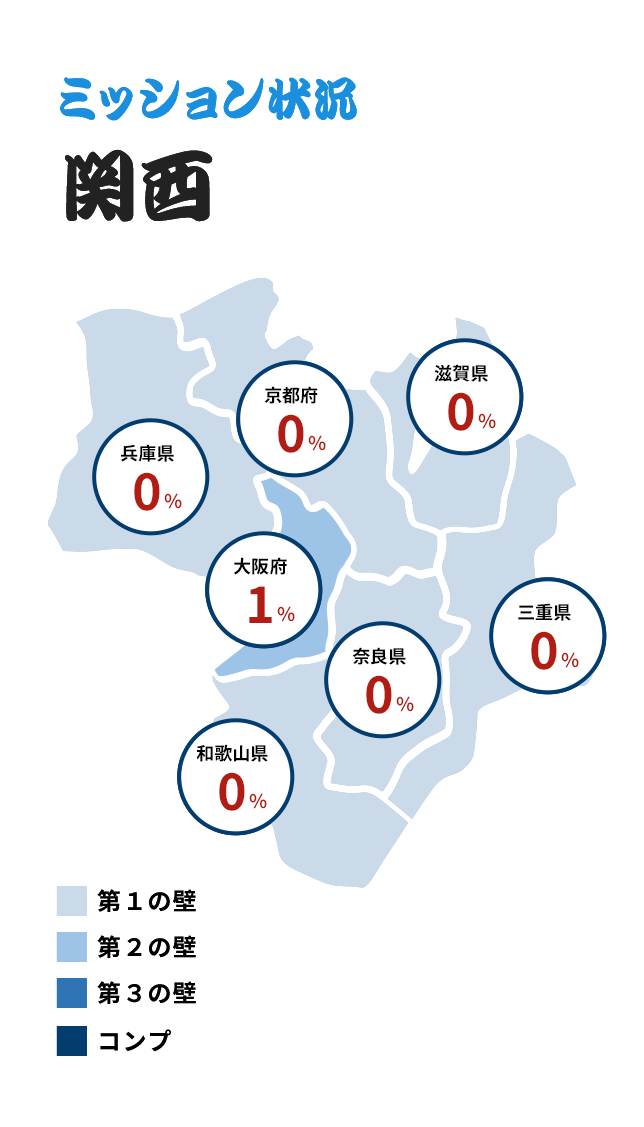 ミッション状況
関西
滋賀県
0%
京都府
0%
兵庫県
0%
大阪府
1%
三重県
0%
奈良県
0%
和歌山県
0%
第１の壁
第２の壁
第３の壁
コンプ